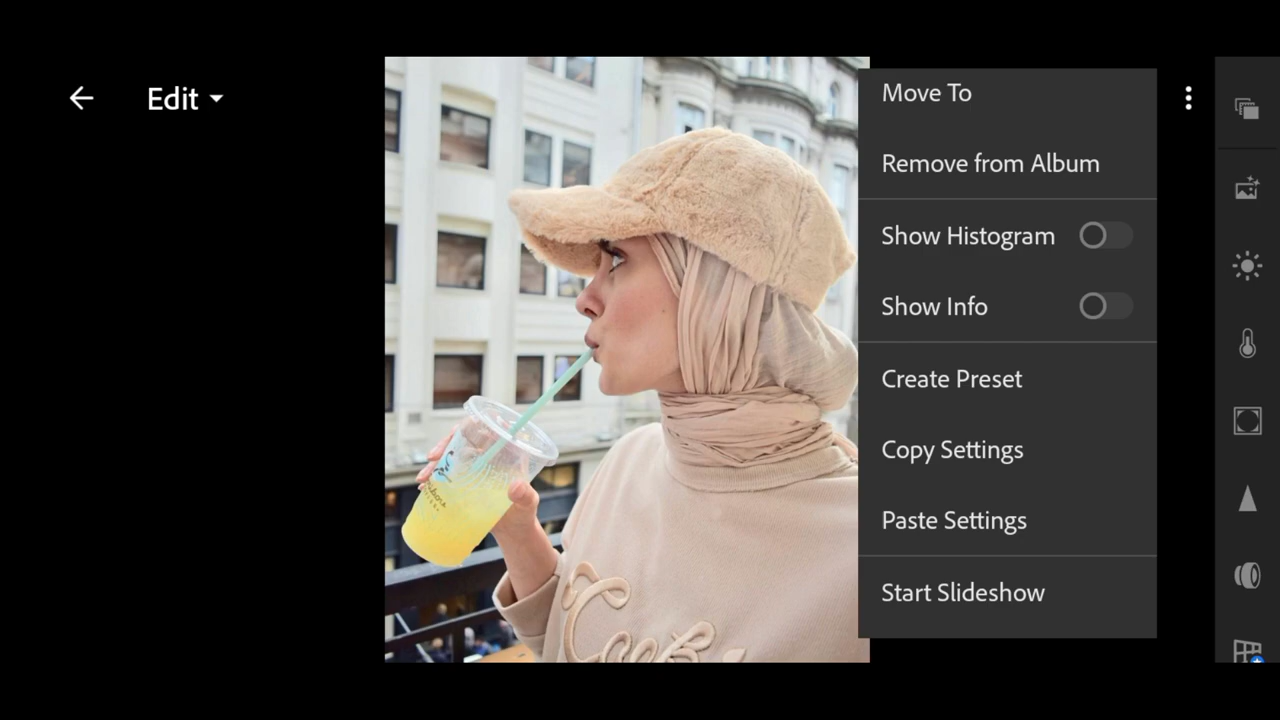 Edit
Move To
Remove from Album
Show Histogram
Show Info
Create Preset
Copy Settings
Paste Settings
Start Slideshow